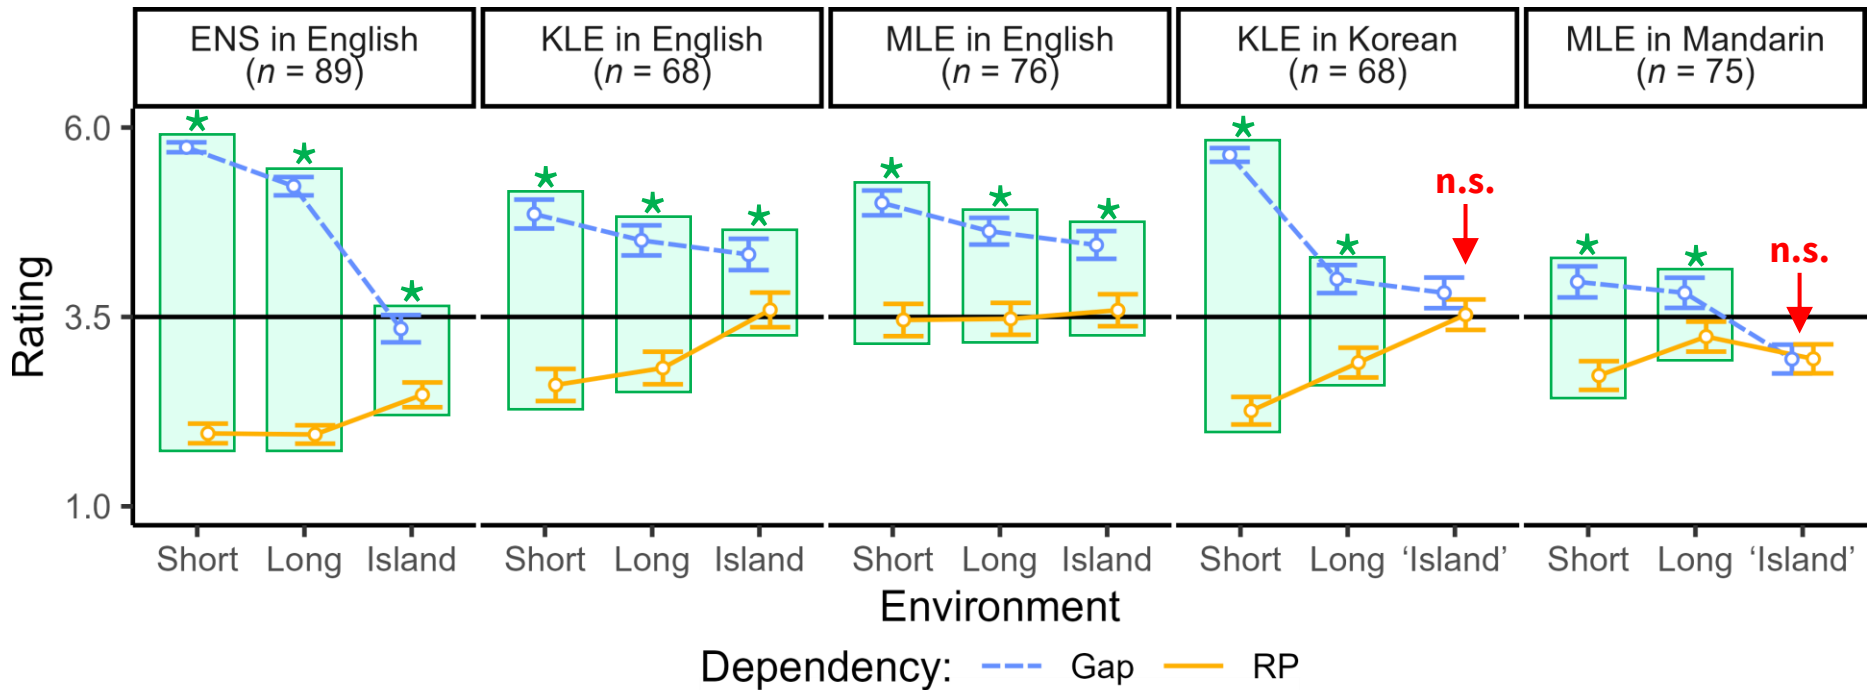 ENS in English
(n = 89)
KLE in English
(n = 68)
MLE in English
(n = 76)
KLE in Korean
(n = 68)
MLE in Mandarin
(n = 75)
Rating
6.0
3.5
1.0
* * *
* * *
* * *
* * n.s.
* * n.s.
Short Long Island
Short Long Island
Short Long Island
Short Long ‘Island’
Short Long ‘Island’
Environment
Dependency: Gap RP